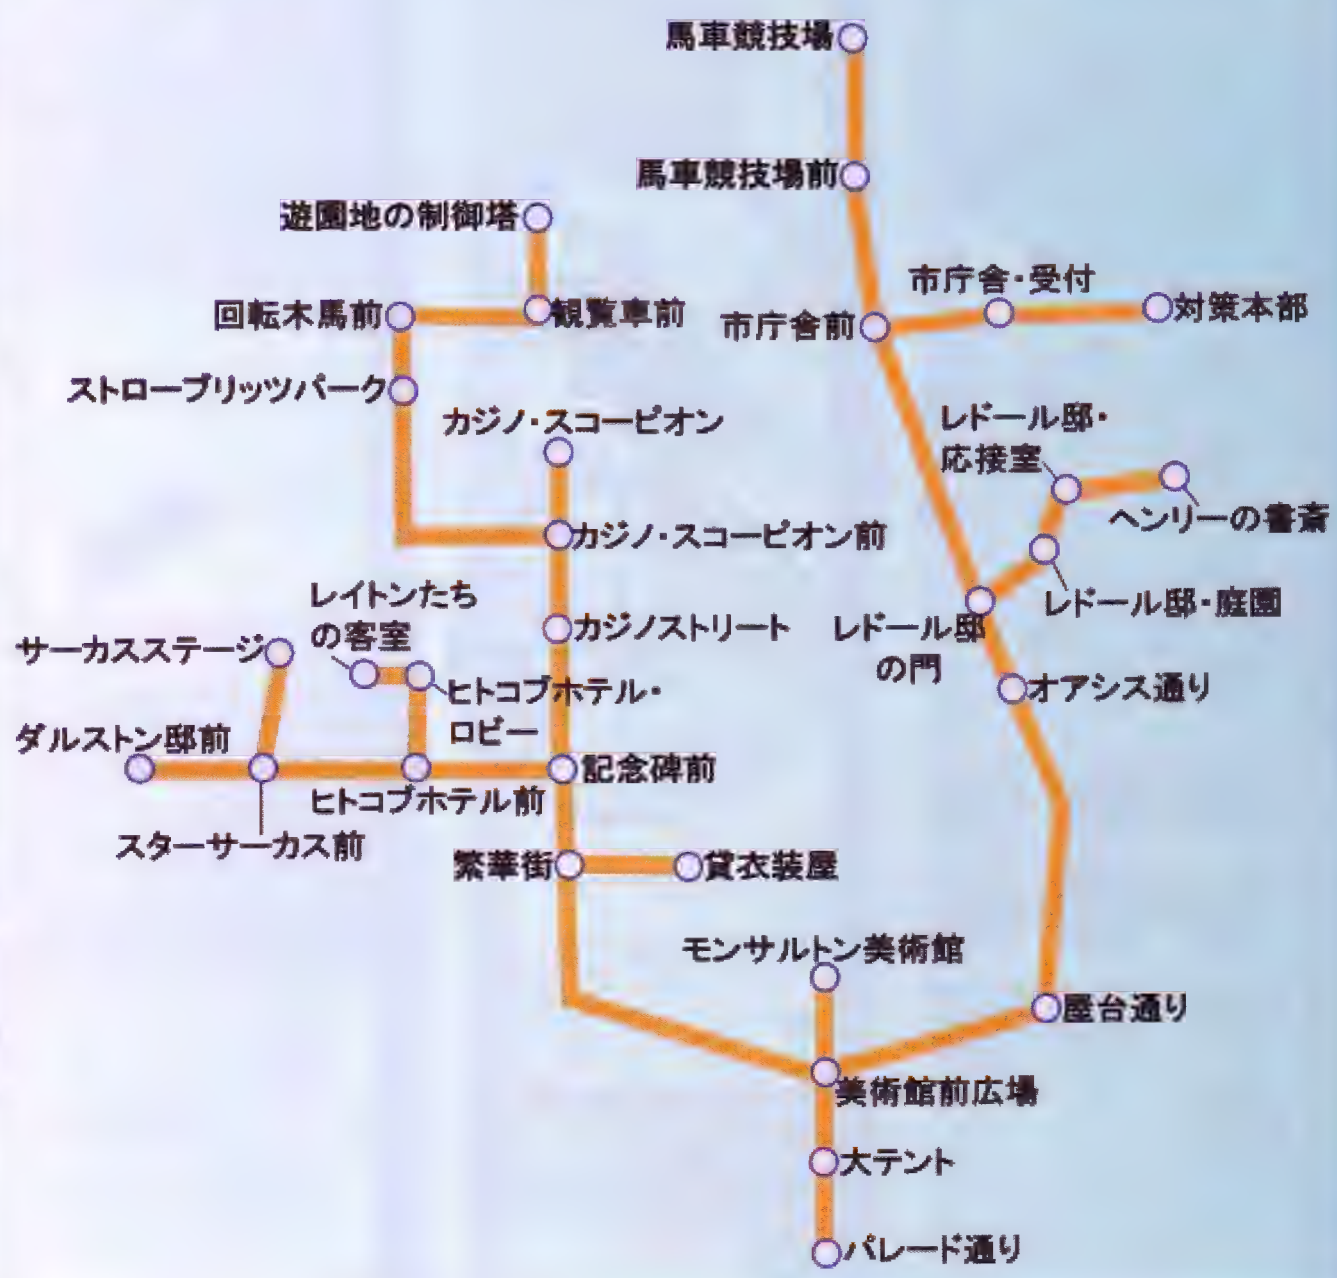 馬車競技場
馬車競技場前
遊園地の制御塔
市庁舎・受付
回転木馬前
観覧車前
市庁舎前
対策本部
ストローブリッツパーク
カジノ・スコーピオン
レドール邸・
応接室
ヘンリーの書斎
カジノ・スコーピオン前
レイトンたち
の客室
レドール邸・庭園
カジノストリート
レドール邸
の門
サーカスステージ
ヒトコブホテル・
ロビー
オアシス通り
ダルストン邸前
記念碑前
ヒトコブホテル前
スターサーカス前
繁華街
貸衣装屋
モンサルトン美術館
屋台通り
美術館前広場
大テント
パレード通り